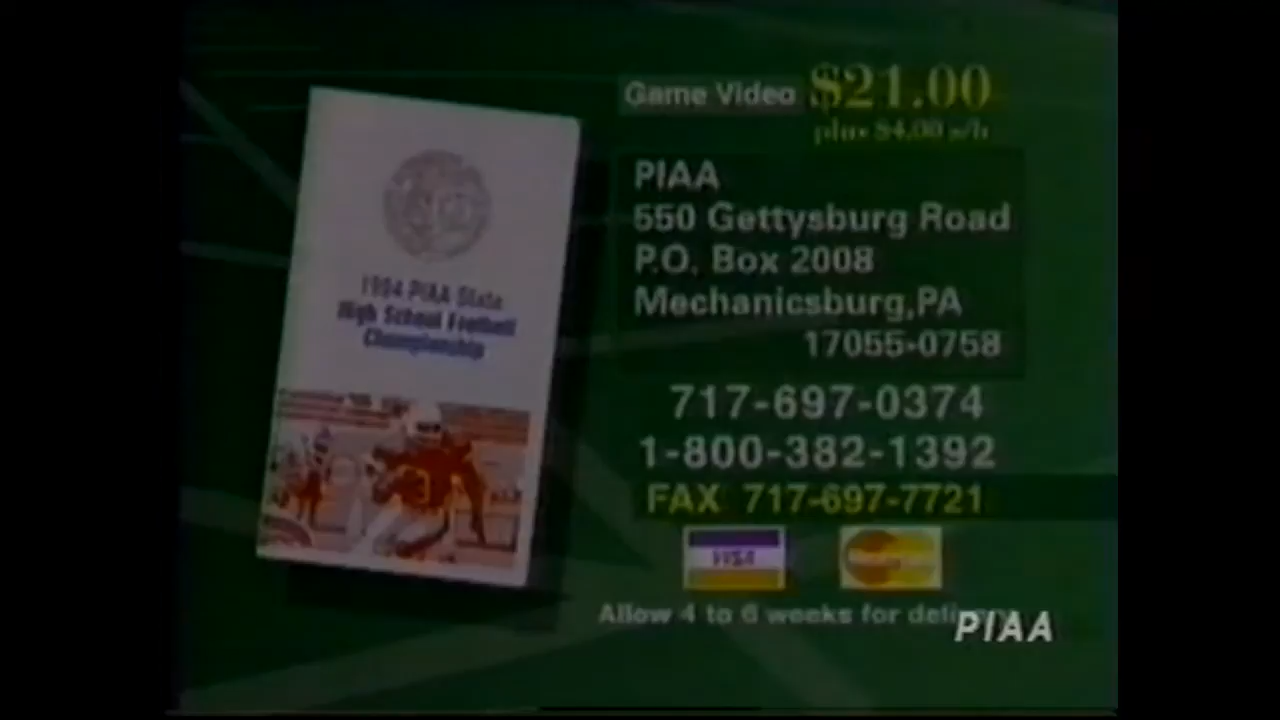 Game Video $21.00
plus $4.00 s/h
PIAA
550 Gettysburg Road
P.O. Box 2008
Mechanicsburg,PA
17055-0758
717-697-0374
1-800-382-1392
FAX 717-697-7721
1994 PIAA State
High School Football
Championship
3
VISA
Allow 4 to 6 weeks for
PIAA